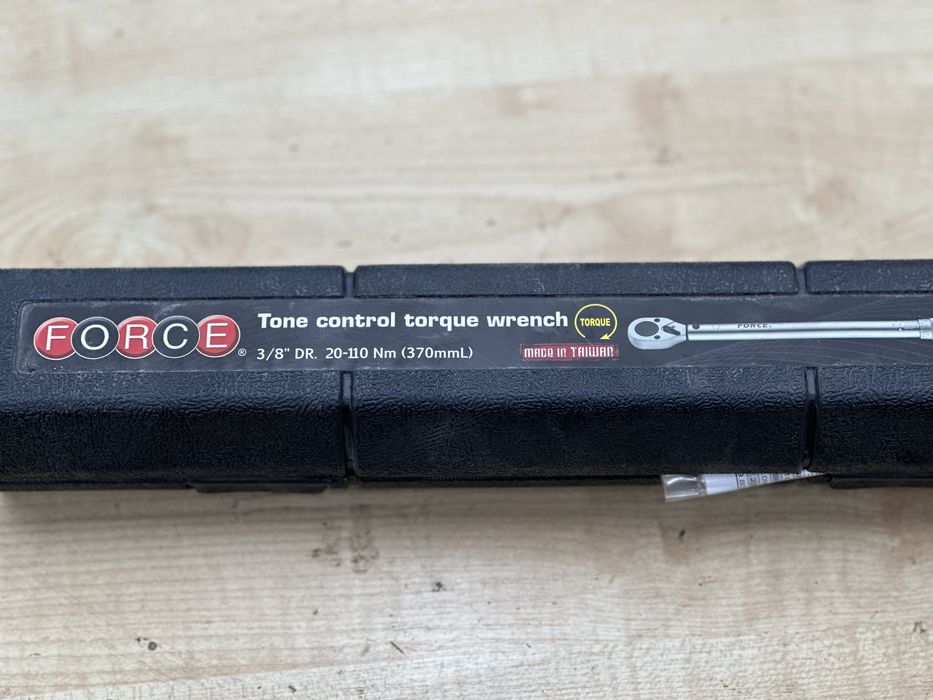 FORCE®
Tone control torque wrench
TORQUE
3/8" DR. 20-110 Nm (370mmL)
MADE IN TAIWAN
FORCE